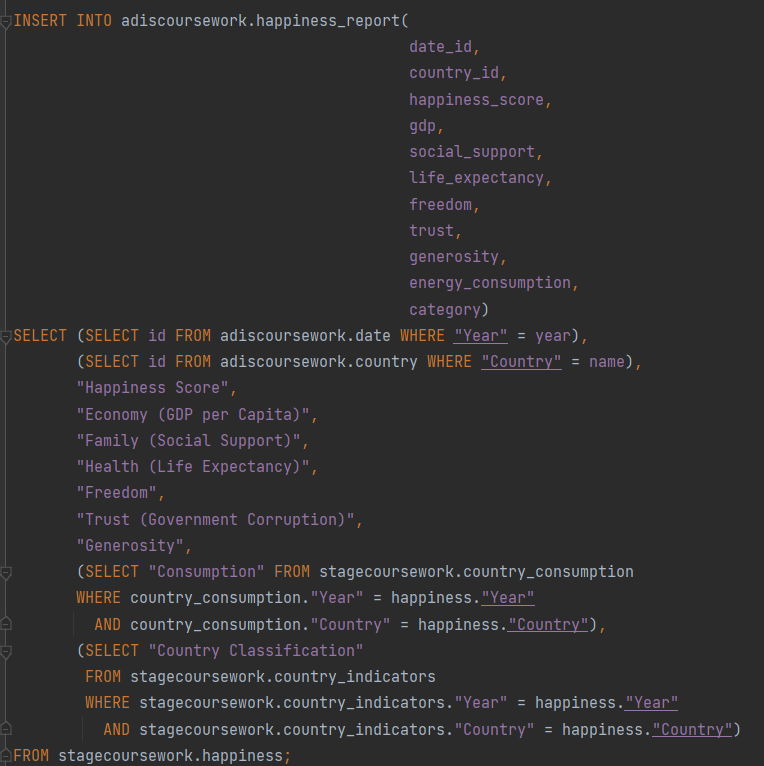 INSERT INTO adiscoursework.happiness_report(
date_id,
country_id,
happiness_score,
gdp,
social_support,
life_expectancy,
freedom,
trust,
generosity,
energy_consumption,
category)
SELECT (SELECT id FROM adiscoursework.date WHERE "Year" = year),
(SELECT id FROM adiscoursework.country WHERE "Country" = name),
"Happiness Score",
"Economy (GDP per Capita)",
"Family (Social Support)",
"Health (Life Expectancy)",
"Freedom",
"Trust (Government Corruption)",
"Generosity",
(SELECT "Consumption" FROM stagecoursework.country_consumption
WHERE country_consumption."Year" = happiness."Year"
AND country_consumption."Country" = happiness."Country"),
(SELECT "Country Classification"
FROM stagecoursework.country_indicators
WHERE stagecoursework.country_indicators."Year" = happiness."Year"
AND stagecoursework.country_indicators."Country" = happiness."Country")
FROM stagecoursework.happiness;